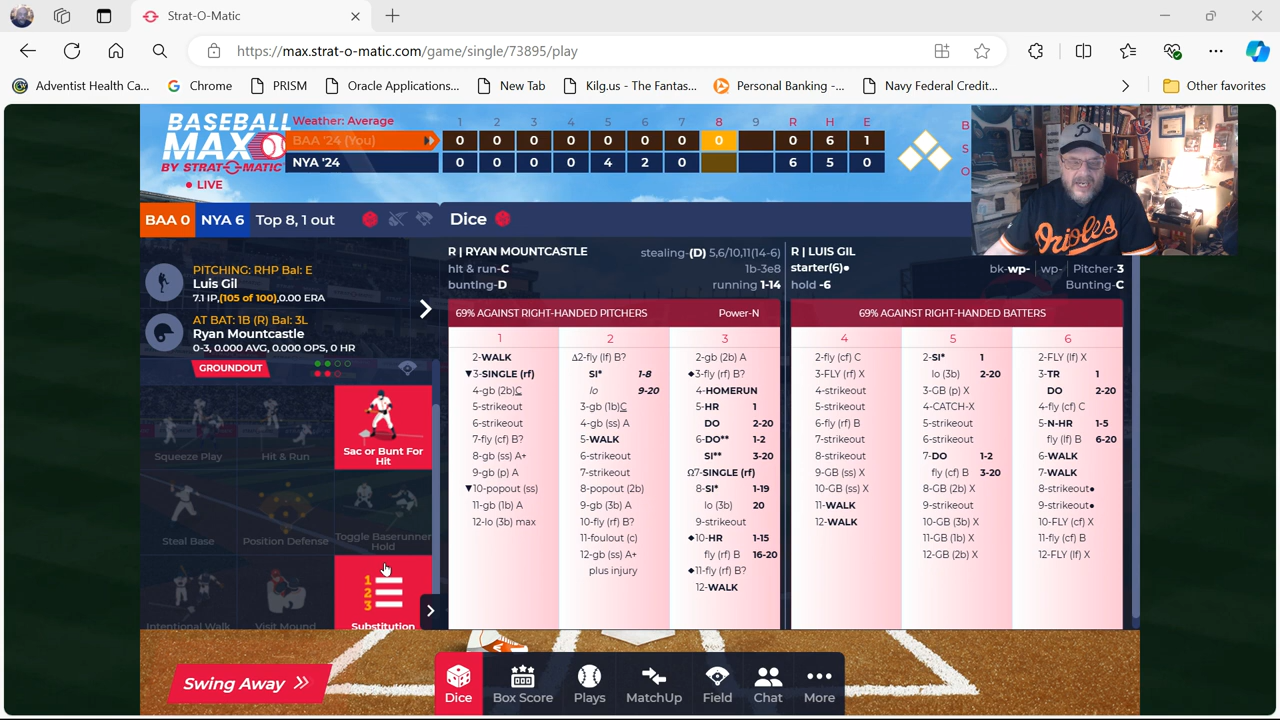 Strat-O-Matic
https://max.strat-o-matic.com/game/single/73895/play
Adventist Health Ca...
Chrome
PRISM
Oracle Applications...
New Tab
Kilg.us - The Fantas...
Personal Banking -...
Navy Federal Credit...
Other favorites
BASEBALL
MAX
BY STRAT-O-MATIC
LIVE
Weather: Average
1 2 3 4 5 6 7 8 9 R H E
BAA '24 (You) 0 0 0 0 0 0 0 0 0 6 1
NYA '24 0 0 0 0 4 2 0 6 5 0
B
S
O
BAA 0 NYA 6 Top 8, 1 out
Dice
PITCHING: RHP Bal: E
Luis Gil
7.1 IP,(105 of 100),0.00 ERA
AT BAT: 1B (R) Bal: 3L
Ryan Mountcastle
0-3, 0.000 AVG, 0.000 OPS, 0 HR
GROUNDOUT
Squeeze Play
Hit & Run
Sac or Bunt For
Hit
Steal Base
Position Defense
Toggle Baserunner
Hold
1
2
3
Intentional Walk
Visit Mound
Substitution
R | RYAN MOUNTCASTLE
stealing-(D) 5,6/10,11(14-6)
hit & run-C
1b-3e8
bunting-D
running 1-14
69% AGAINST RIGHT-HANDED PITCHERS Power-N
1
2-WALK
▼3-SINGLE (rf)
4-gb (2b)C
5-strikeout
6-strikeout
7-fly (cf) B?
8-gb (ss) A+
9-gb (p) A
▼10-popout (ss)
11-gb (1b) A
12-lo (3b) max
2
Δ2-fly (lf) B?
SI* 1-8
lo 9-20
3-gb (1b)C
4-gb (ss) A
5-WALK
6-strikeout
7-strikeout
8-popout (2b)
9-gb (3b) A
10-fly (rf) B?
11-foulout (c)
12-gb (ss) A+
plus injury
3
2-gb (2b) A
◆3-fly (rf) B?
4-HOMERUN
5-HR 1
DO 2-20
6-DO** 1-2
SI** 3-20
Ω7-SINGLE (rf)
8-SI* 1-19
lo (3b) 20
9-strikeout
◆10-HR 1-15
fly (rf) B 16-20
◆11-fly (rf) B?
12-WALK
R | LUIS GIL
starter(6)●
bk-wp- wp- Pitcher-3
hold -6
Bunting-C
69% AGAINST RIGHT-HANDED BATTERS
4
2-fly (cf) C
3-FLY (rf) X
4-strikeout
5-strikeout
6-fly (rf) B
7-strikeout
8-strikeout
9-GB (ss) X
10-GB (ss) X
11-WALK
12-WALK
5
2-SI* 1
lo (3b) 2-20
3-GB (p) X
4-CATCH-X
5-strikeout
6-strikeout
7-DO 1-2
fly (cf) B 3-20
8-GB (2b) X
9-strikeout
10-GB (3b) X
11-GB (1b) X
12-GB (2b) X
6
2-FLY (lf) X
3-TR 1
DO 2-20
4-fly (cf) C
5-N-HR 1-5
fly (lf) B 6-20
6-WALK
7-WALK
8-strikeout●
9-strikeout●
10-FLY (cf) X
11-fly (cf) B
12-FLY (lf) X
P
Orioles
Swing Away
Dice
Box Score
Plays
MatchUp
Field
Chat
More